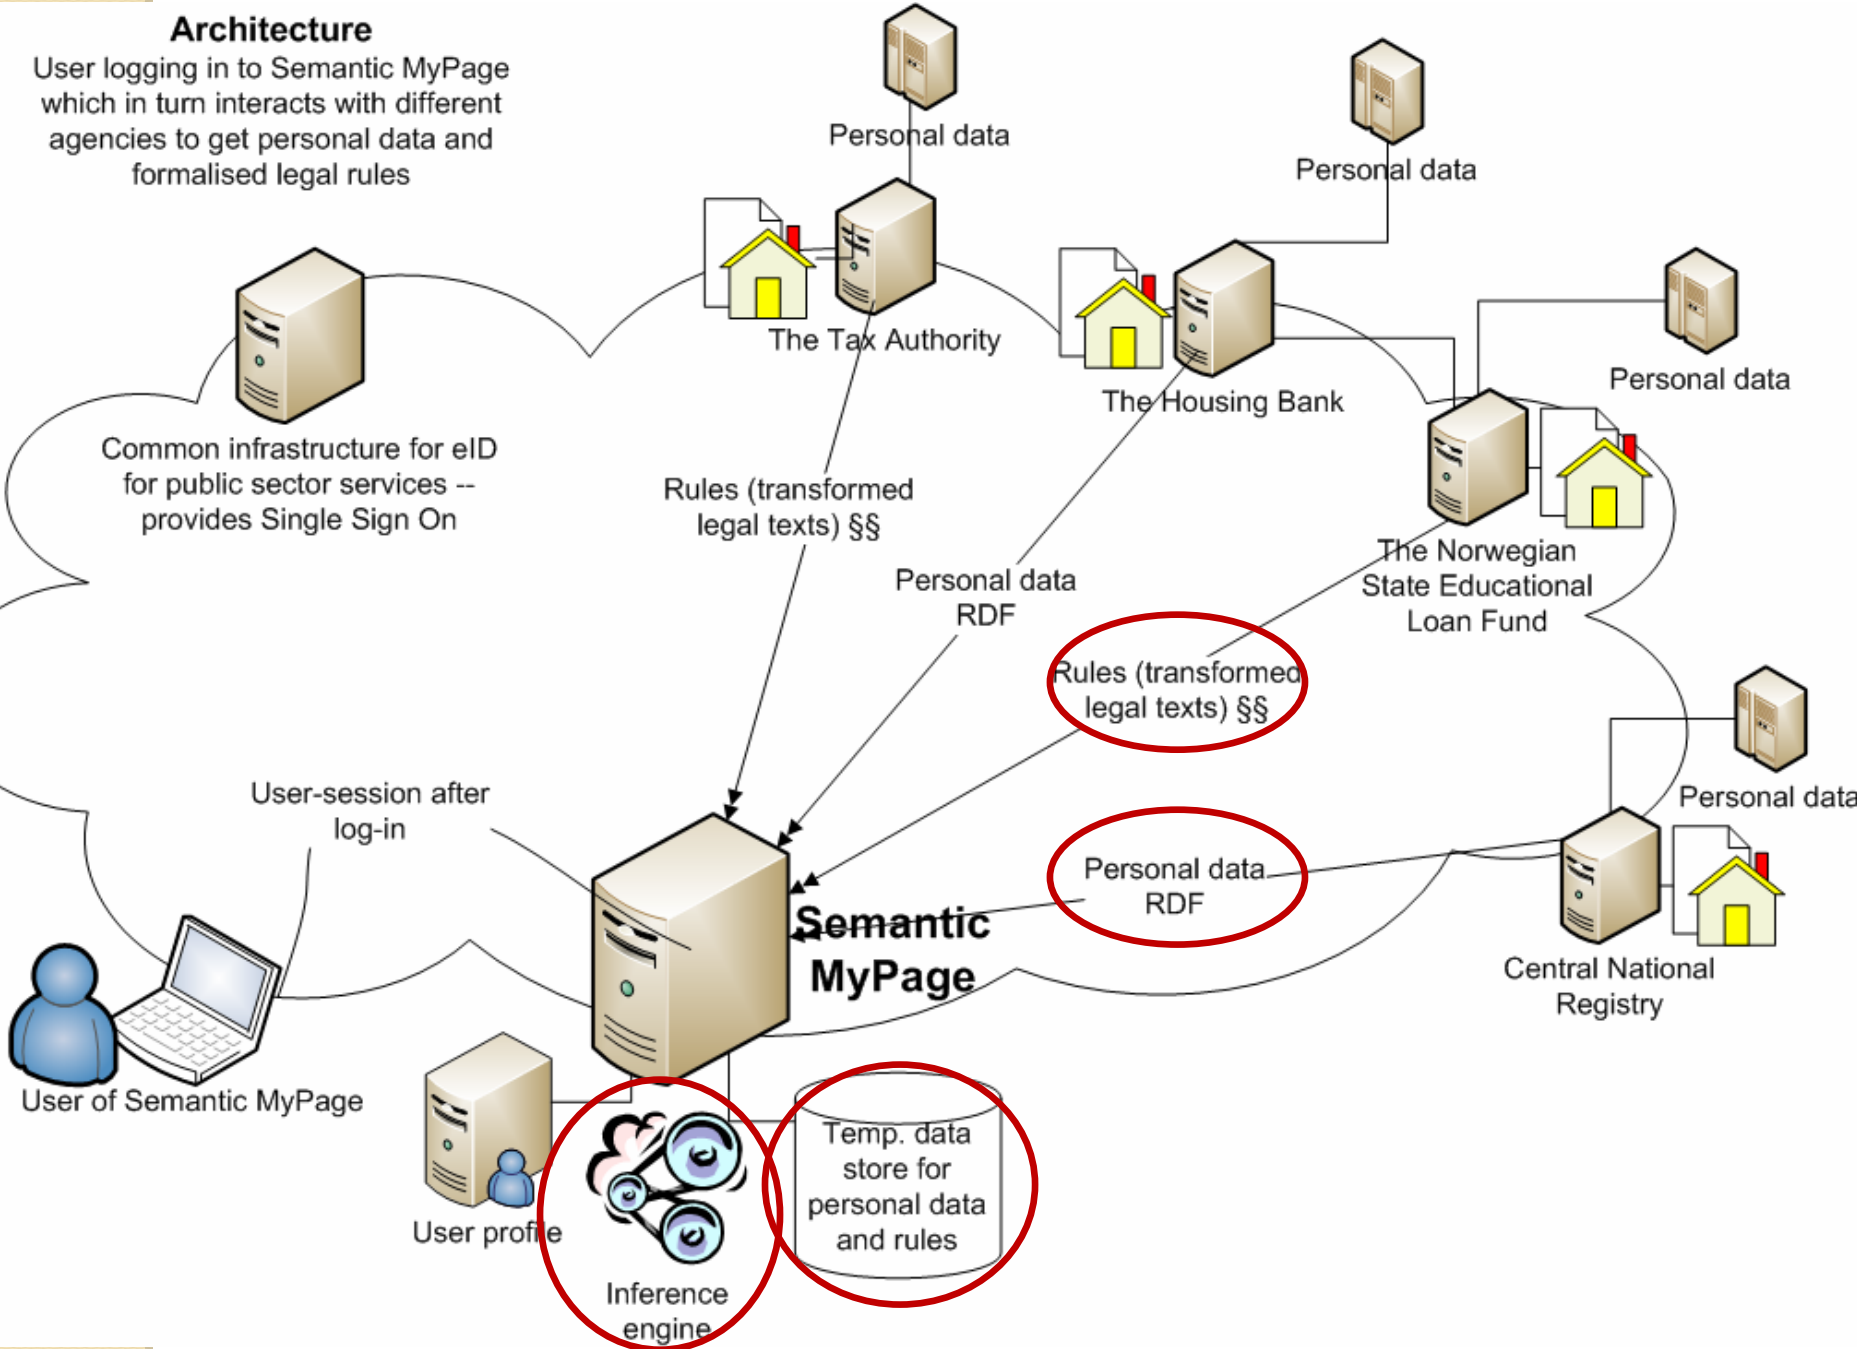 Architecture
User logging in to Semantic MyPage
which in turn interacts with different
agencies to get personal data and
formalised legal rules
Personal data
Personal data
Personal data
The Tax Authority
The Housing Bank
Common infrastructure for eID
for public sector services --
provides Single Sign On
Rules (transformed
legal texts) §§
Personal data
RDF
The Norwegian
State Educational
Loan Fund
Rules (transformed
legal texts) §§
Personal data
User-session after
log-in
Personal data
RDF
Semantic
MyPage
Central National
Registry
User of Semantic MyPage
User profile
Temp. data
store for
personal data
and rules
Inference
engine